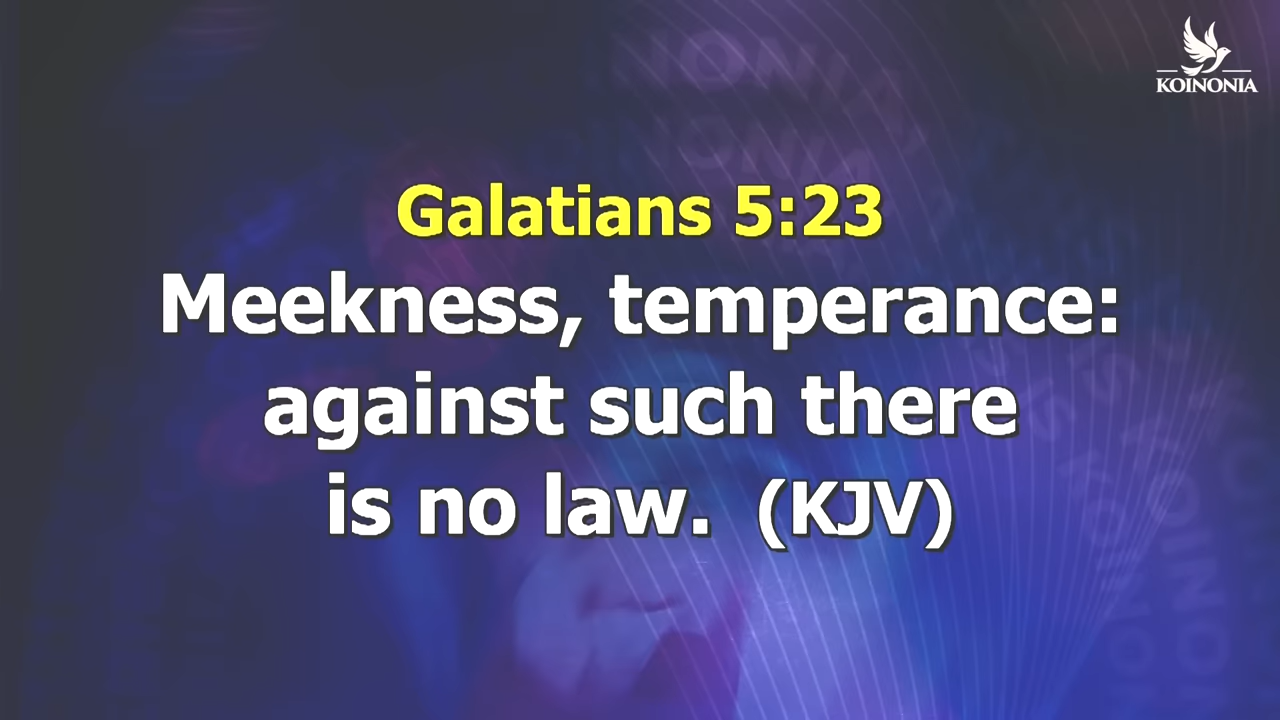 KOINONIA
Galatians 5:23
Meekness, temperance:
against such there
is no law.  (KJV)